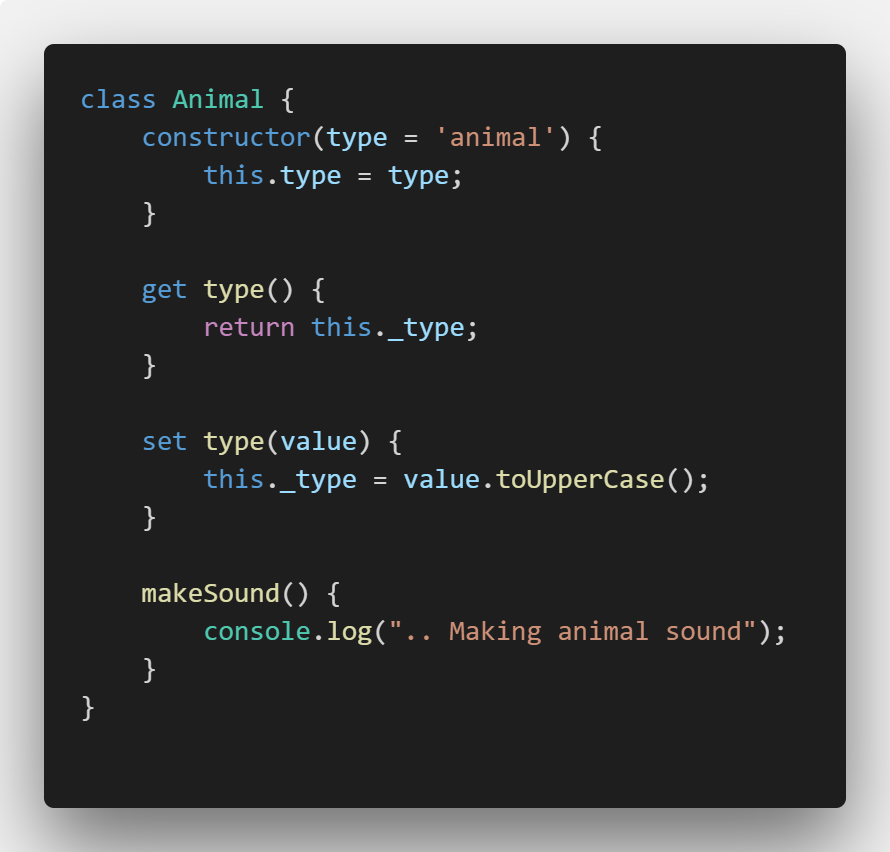 class Animal {
    constructor(type = 'animal') {
        this.type = type;
    }

    get type() {
        return this._type;
    }

    set type(value) {
        this._type = value.toUpperCase();
    }

    makeSound() {
        console.log(".. Making animal sound");
    }
}